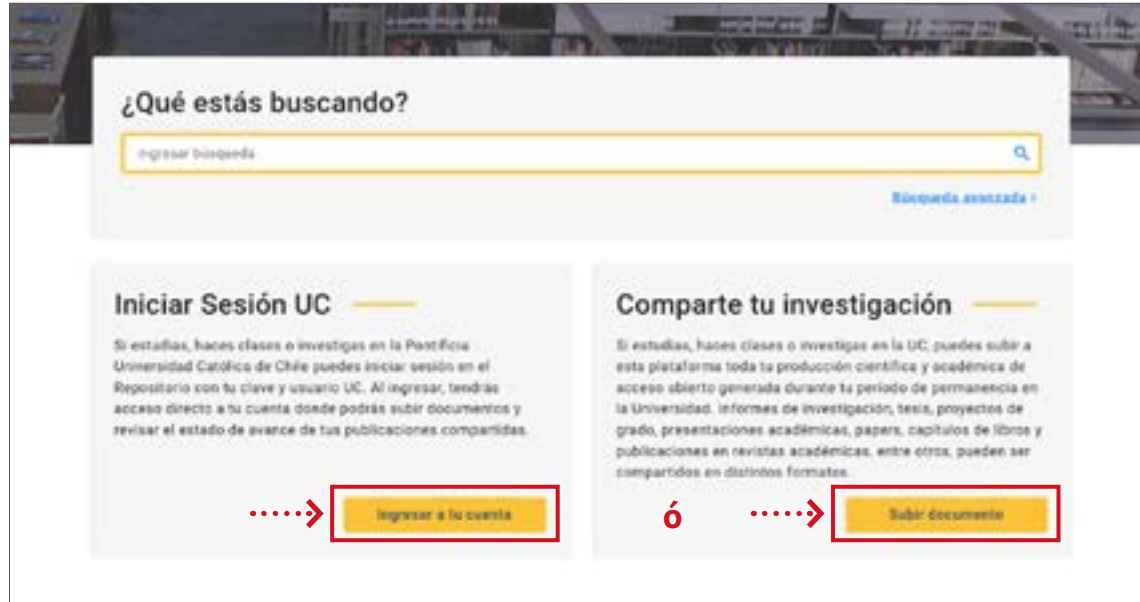 ¿Qué estás buscando?
Ingresar búsqueda
Búsqueda avanzada ›
Iniciar Sesión UC
Si estudias, haces clases o investigas en la Pontificia
Universidad Católica de Chile puedes iniciar sesión en el
Repositorio con tu clave y usuario UC. Al ingresar, tendrás
acceso directo a tu cuenta donde podrás subir documentos y
revisar el estado de avance de tus publicaciones compartidas.
Ingresar a tu cuenta
ó
Comparte tu investigación
Si estudias, haces clases o investigas en la UC, puedes subir a
esta plataforma toda tu producción científica y académica de
acceso abierto generada durante tu período de permanencia en
la Universidad. Informes de investigación, tesis, proyectos de
grado, presentaciones académicas, papers, capítulos de libros y
publicaciones en revistas académicas, entre otros, pueden ser
compartidos en distintos formatos.
Subir documento